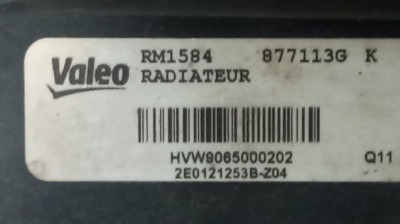 Valeo
RM1584 877113G K
RADIATEUR
HVW9065000202 Q11
2E0121253B-Z04